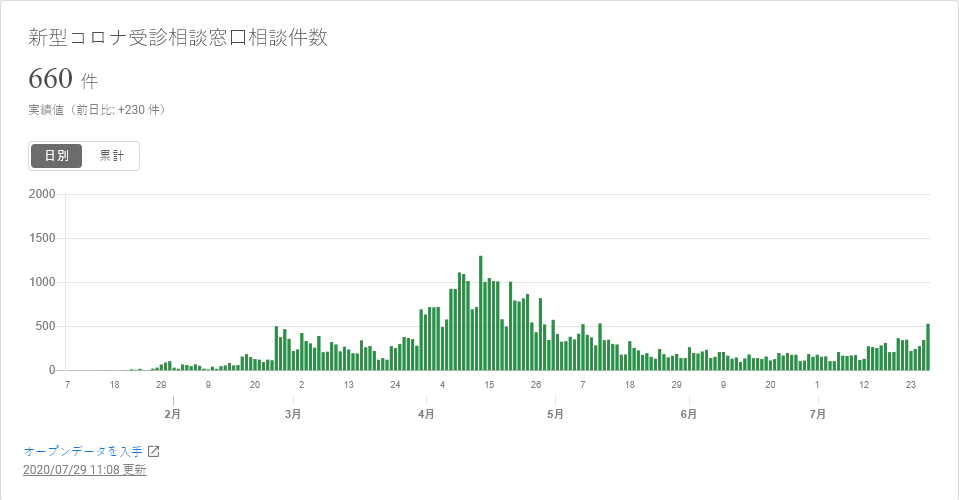 新型コロナ受診相談窓口相談件数
660 件
実績値（前日比: +230 件）
日別 累計
2000
1500
1000
500
0
7 18 29 9 20 2 13 24 4 15 26 7 18 29 9 20 1 12 23
2月 3月 4月 5月 6月 7月
オープンデータを入手
2020/07/29 11:08 更新